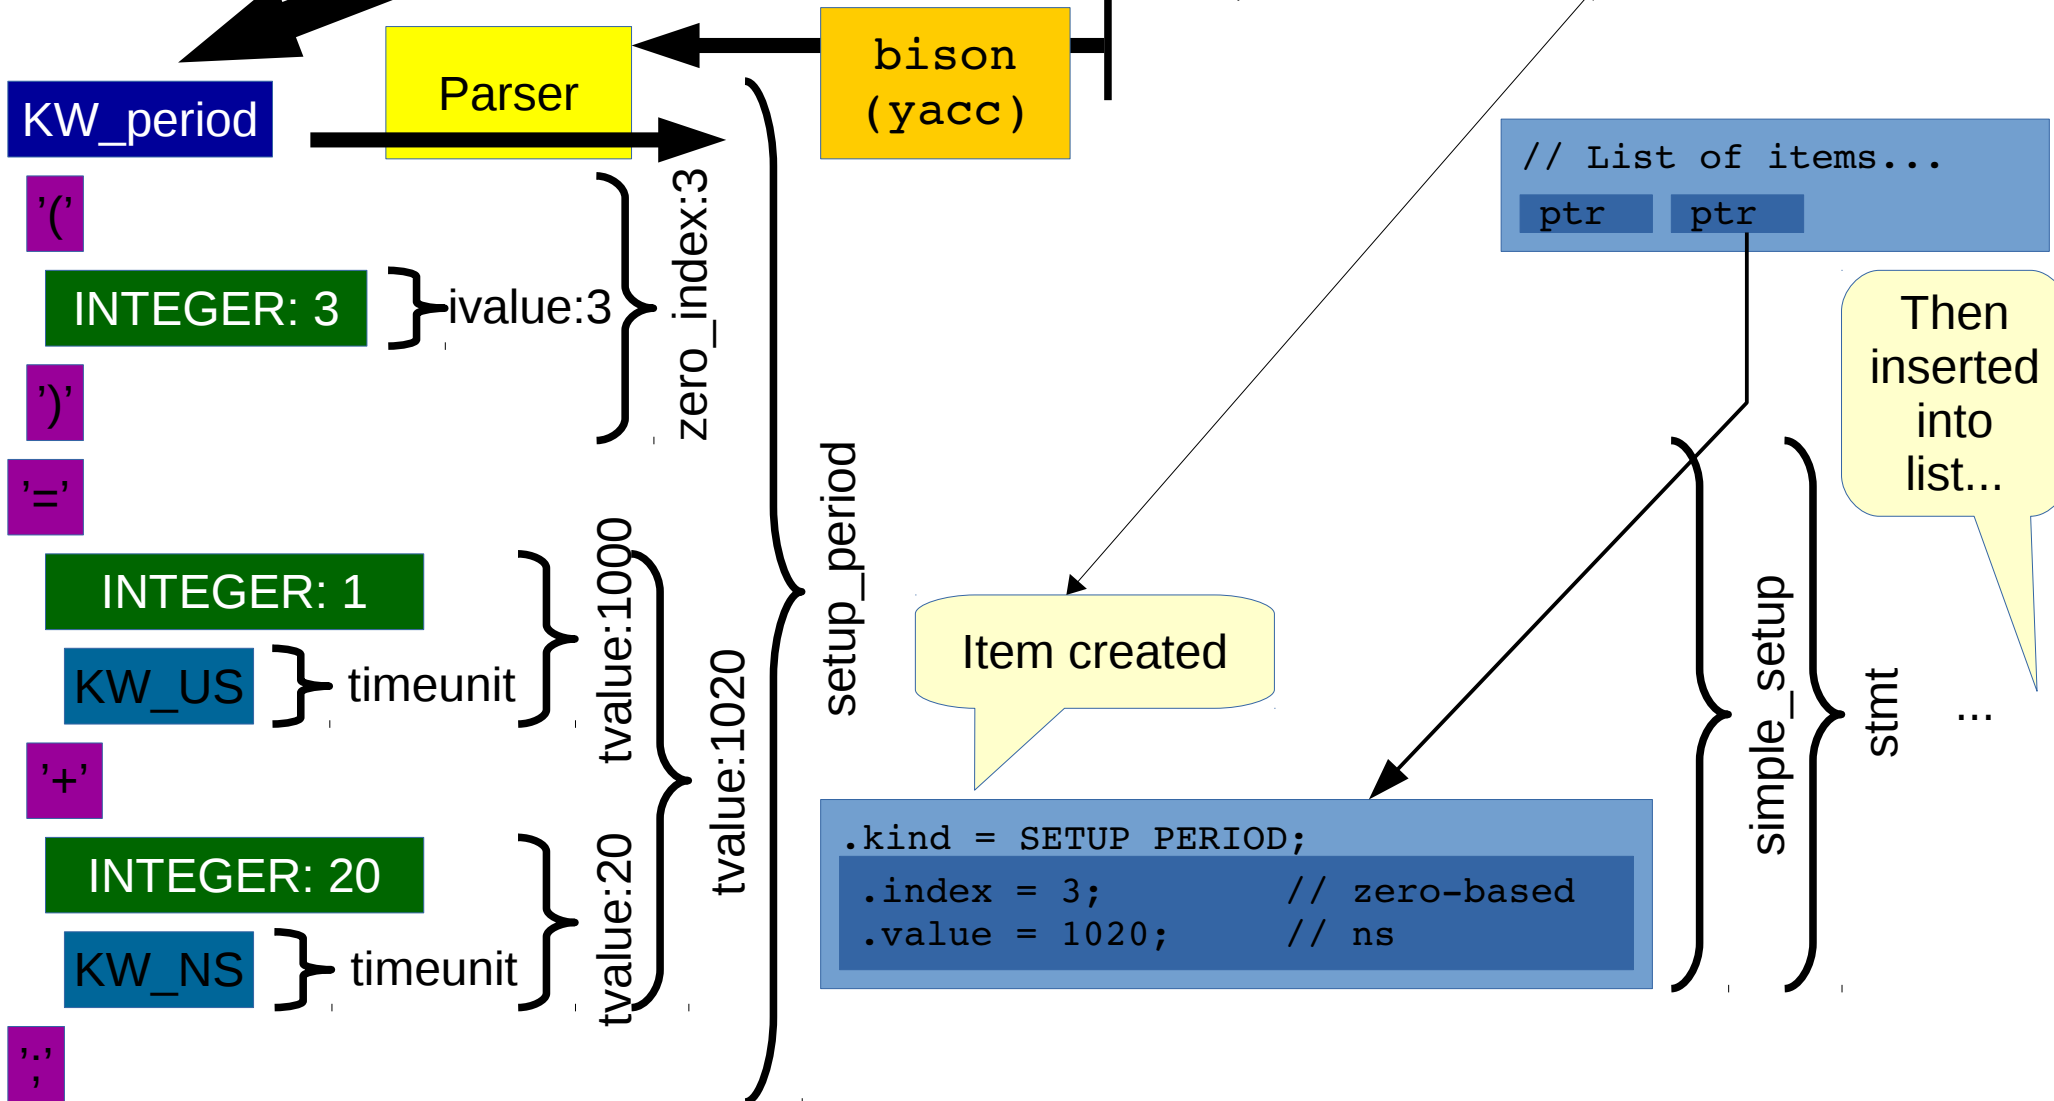 KW_period
Parser
bison
(yacc)
'('
INTEGER: 3
ivalue:3
zero_index:3
')'
'='
INTEGER: 1
KW_US
timeunit
tvalue:1000
'+'
INTEGER: 20
KW_NS
timeunit
tvalue:20
tvalue:1020
';'
setup_period
// List of items...
ptr ptr
Then
inserted
into
list...
Item created
.kind = SETUP PERIOD;
.index = 3; // zero-based
.value = 1020; // ns
simple_setup
stmt
...